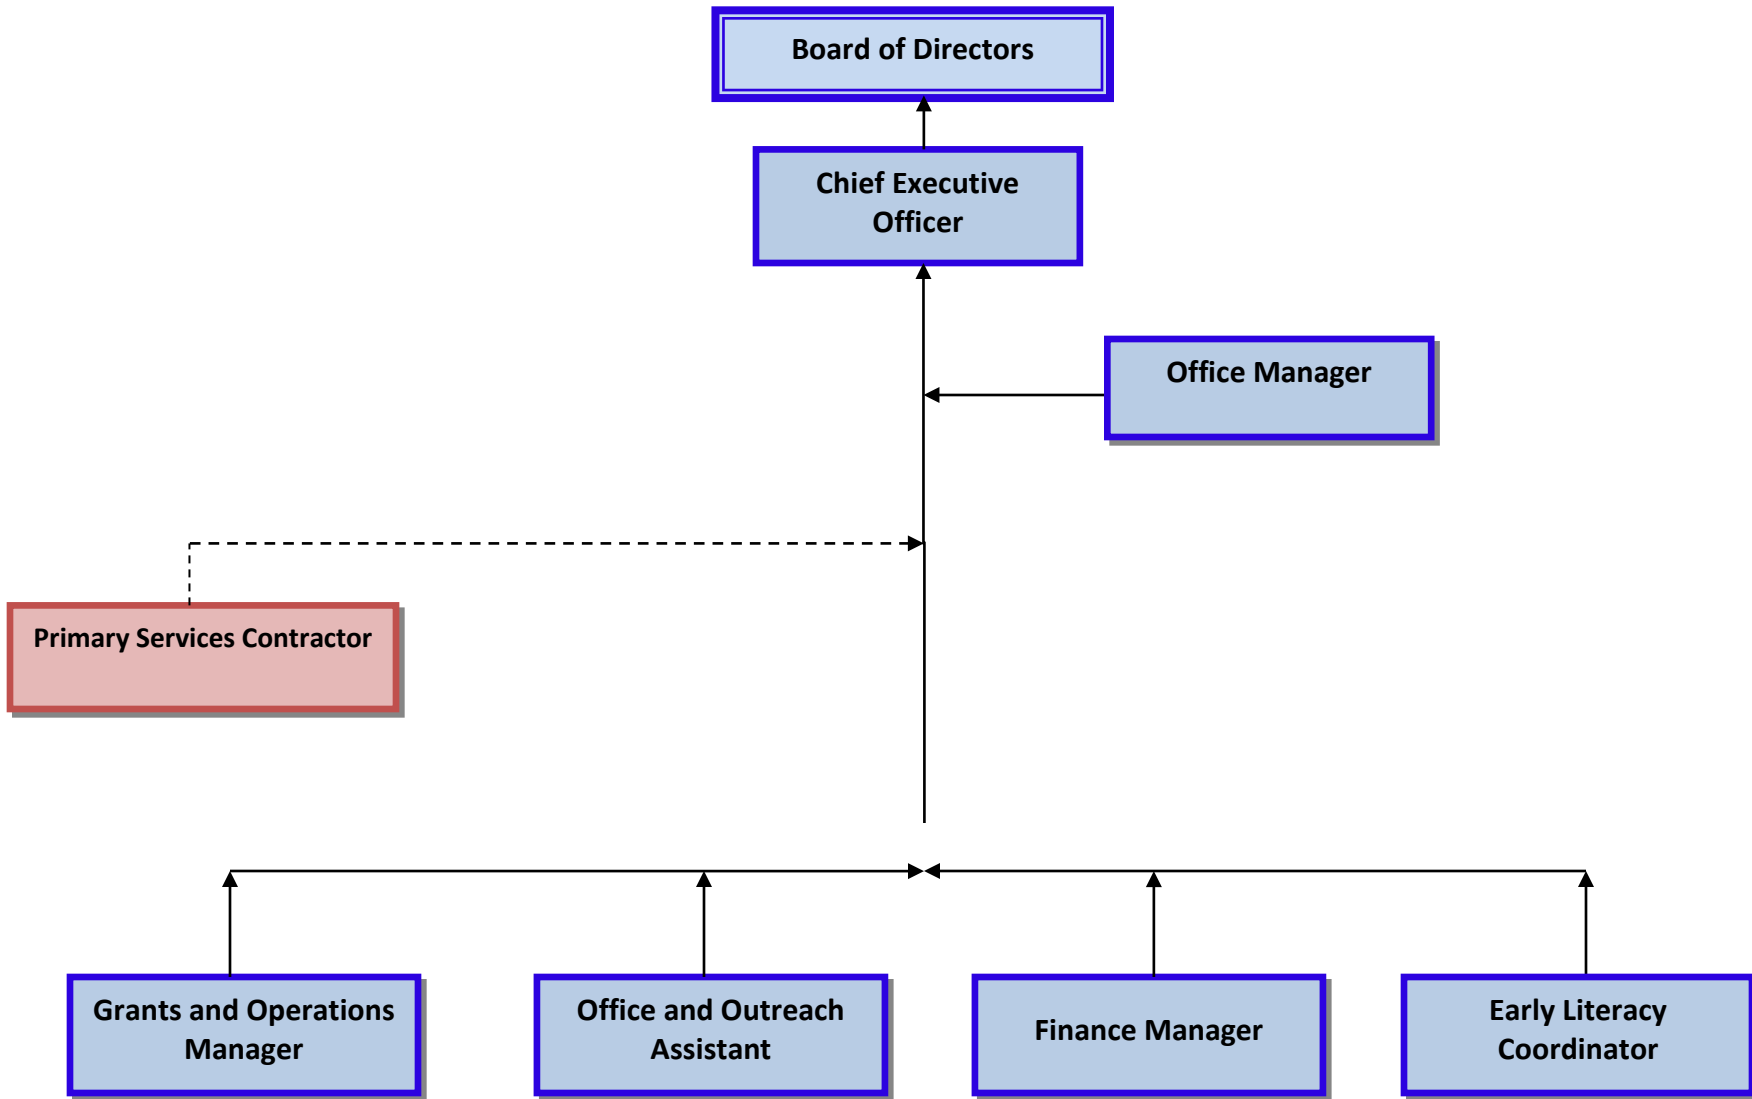 Board of Directors
Chief Executive
Officer
Office Manager
Primary Services Contractor
Grants and Operations
Manager
Office and Outreach
Assistant
Finance Manager
Early Literacy
Coordinator